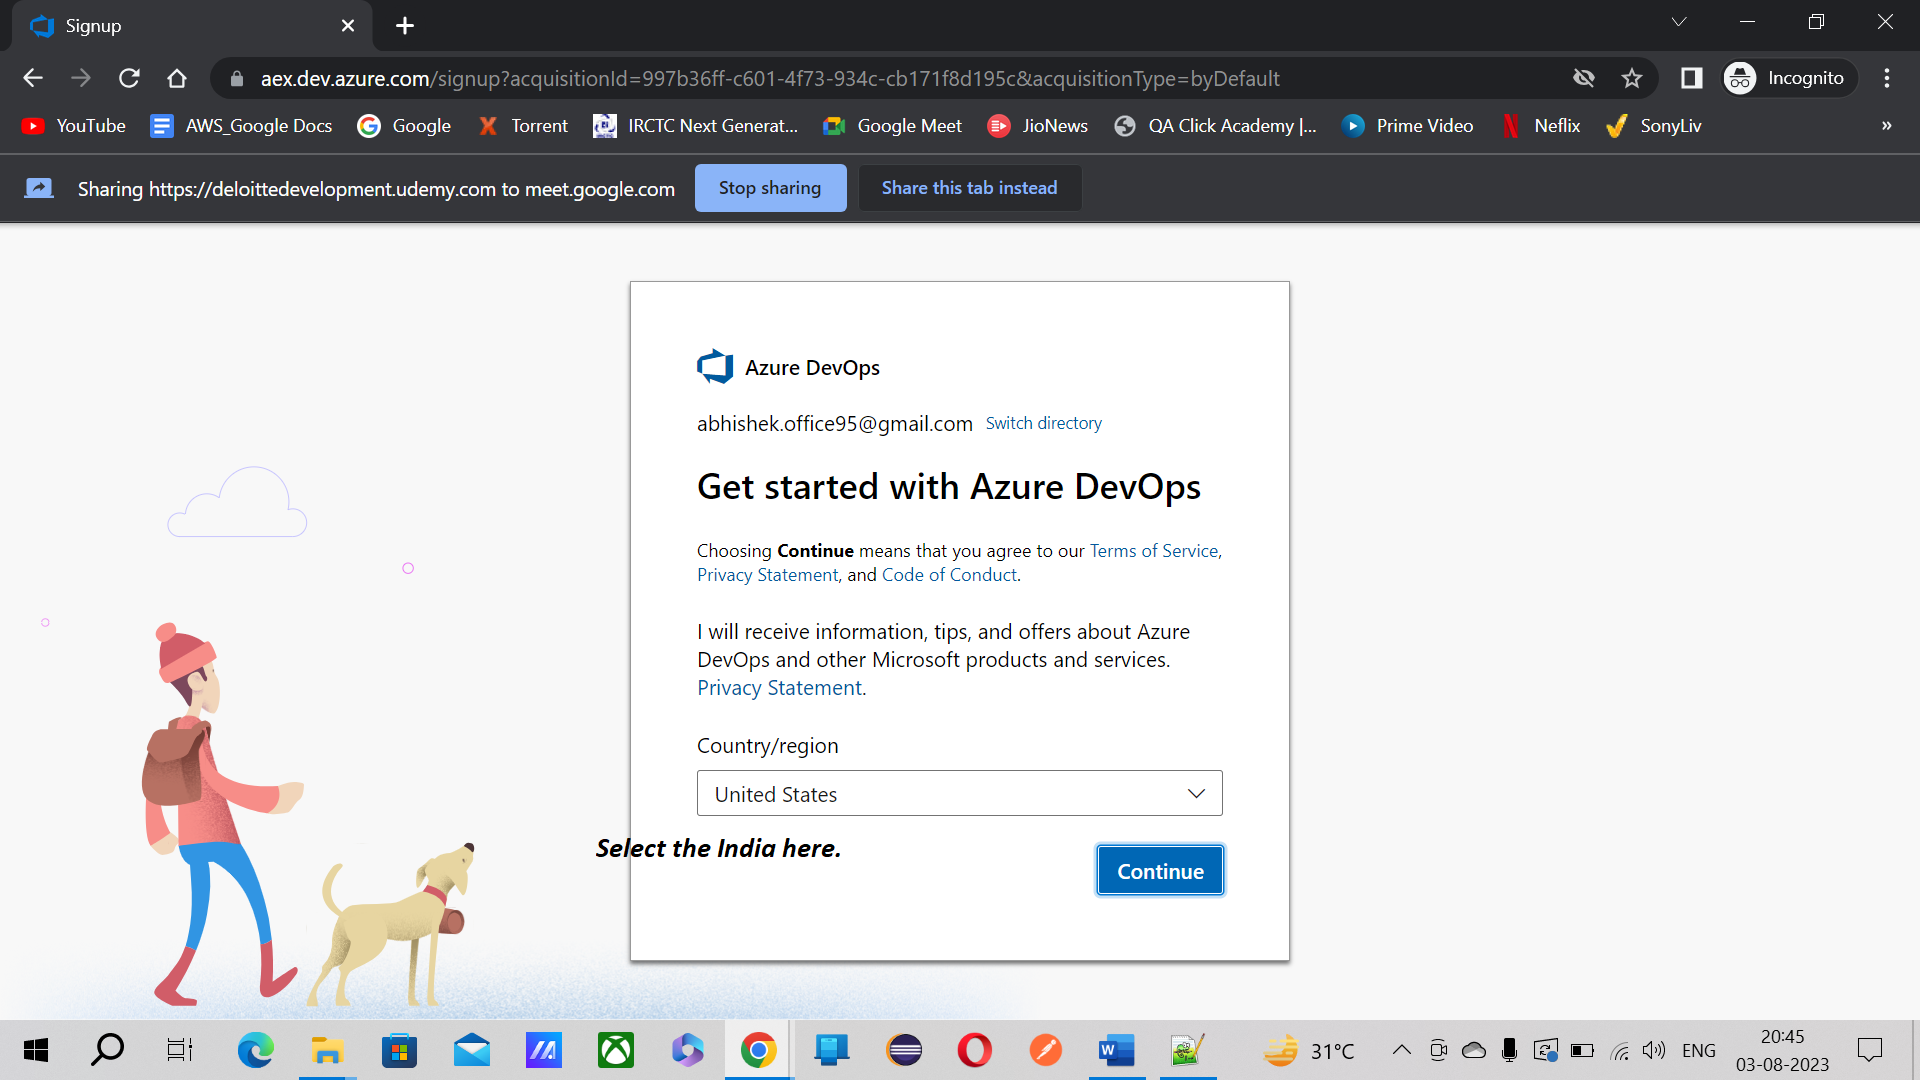 Signup
aex.dev.azure.com/signup?acquisitionId=997b36ff-c601-4f73-934c-cb171f8d195c&acquisitionType=byDefault
Incognito
YouTube AWS_Google Docs Google Torrent IRCTC Next Generat... Google Meet JioNews QA Click Academy |... Prime Video Neflix SonyLiv »
Sharing https://deloittedevelopment.udemy.com to meet.google.com Stop sharing Share this tab instead
Azure DevOps
abhishek.office95@gmail.com Switch directory
Get started with Azure DevOps
Choosing Continue means that you agree to our Terms of Service,
Privacy Statement, and Code of Conduct.
I will receive information, tips, and offers about Azure
DevOps and other Microsoft products and services.
Privacy Statement.
Country/region
United States
Select the India here.
Continue
31°C ENG 20:45
03-08-2023